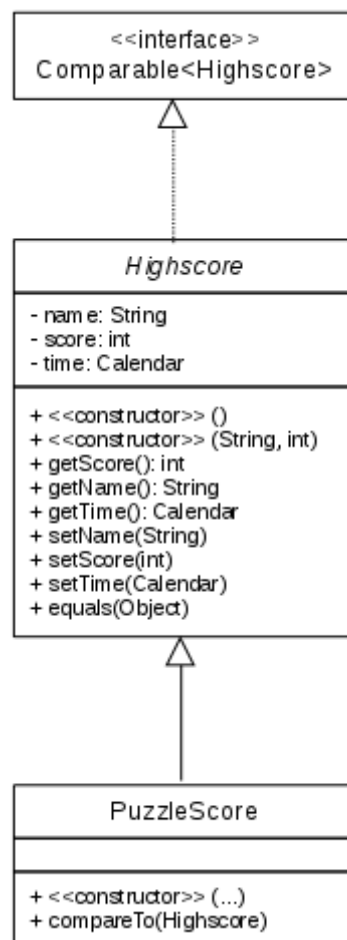 <<interface>>
Comparable<Highscore>
Highscore
- name: String
- score: int
- time: Calendar
+ <<constructor>> ()
+ <<constructor>> (String, int)
+ getScore(): int
+ getName(): String
+ getTime(): Calendar
+ setName(String)
+ setScore(int)
+ setTime(Calendar)
+ equals(Object)
PuzzleScore
+ <<constructor>> (...)
+ compareTo(Highscore)